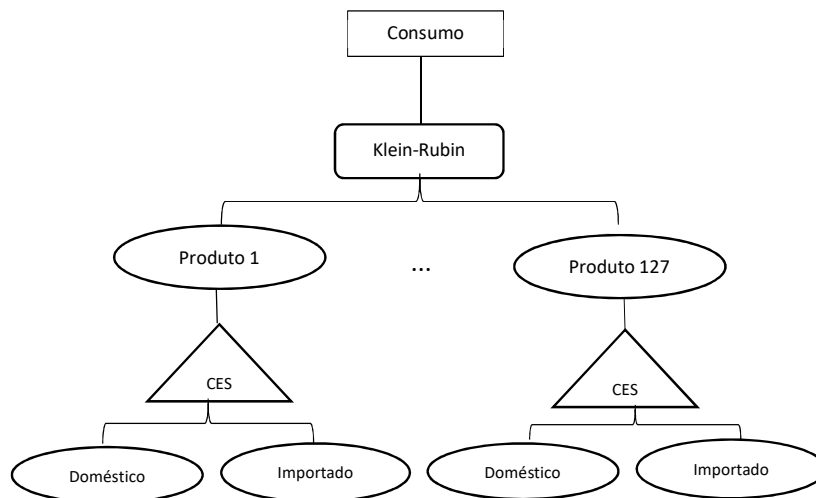 Consumo
Klein-Rubin
Produto 1
...
Produto 127
CES
CES
Doméstico
Importado
Doméstico
Importado